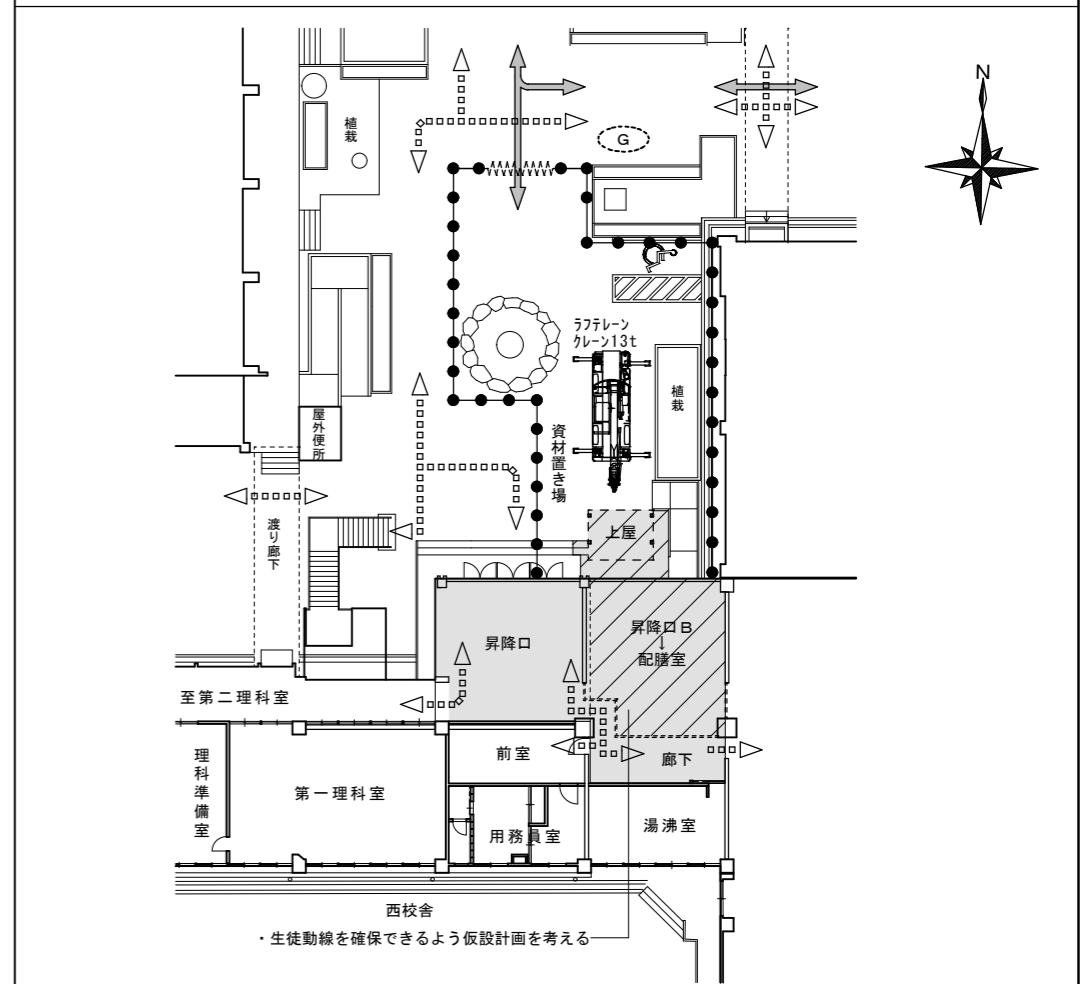 N
植栽
G
ラフテレーン
クレーン13t
植栽
屋外便所
資材置き場
渡り廊下
上屋
昇降口
昇降口B
↓
配膳室
至第二理科室
前室
廊下
理科準備室
第一理科室
用務員室
湯沸室
西校舎
・生徒動線を確保できるよう仮設計画を考える